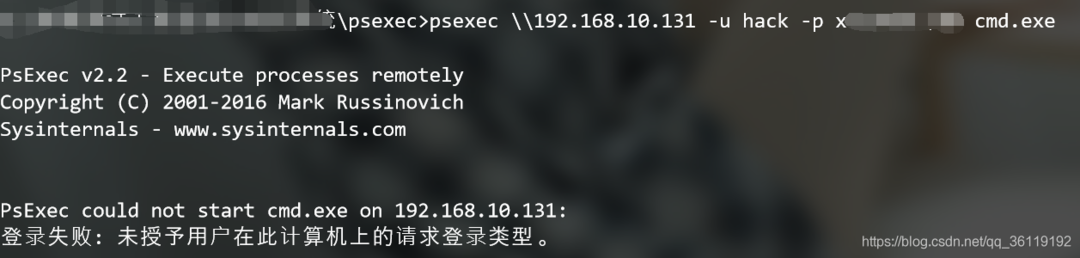 \psexec>psexec \\192.168.10.131 -u hack -p x cmd.exe
PsExec v2.2 - Execute processes remotely
Copyright (C) 2001-2016 Mark Russinovich
Sysinternals - www.sysinternals.com
PsExec could not start cmd.exe on 192.168.10.131:
登录失败: 未授予用户在此计算机上的请求登录类型。
https://blog.csdn.net/qq_36119192